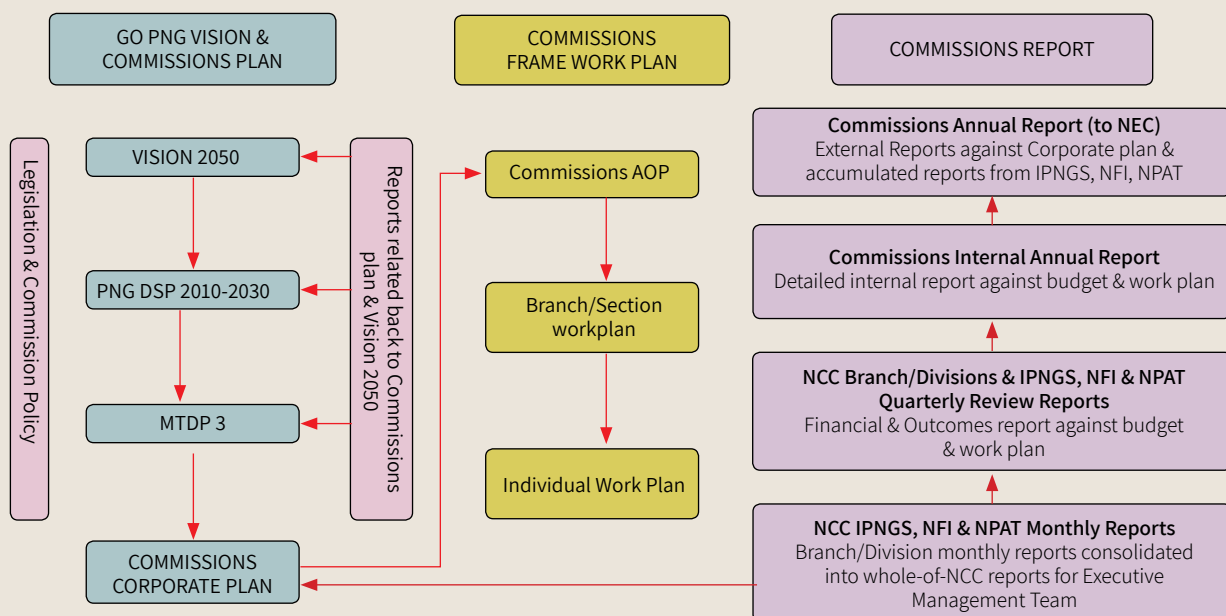 GO PNG VISION &
COMMISSIONS PLAN
COMMISSIONS
FRAME WORK PLAN
COMMISSIONS REPORT
Legislation & Commission Policy
VISION 2050
PNG DSP 2010-2030
MTDP 3
COMMISSIONS
CORPORATE PLAN
Reports related back to Commissions
plan & Vision 2050
Commissions AOP
Branch/Section
workplan
Individual Work Plan
Commissions Annual Report (to NEC)
External Reports against Corporate plan &
accumulated reports from IPNGS, NFI, NPAT
Commissions Internal Annual Report
Detailed internal report against budget & work plan
NCC Branch/Divisions & IPNGS, NFI & NPAT
Quarterly Review Reports
Financial & Outcomes report against budget
& work plan
NCC IPNGS, NFI & NPAT Monthly Reports
Branch/Division monthly reports consolidated
into whole-of-NCC reports for Executive
Management Team